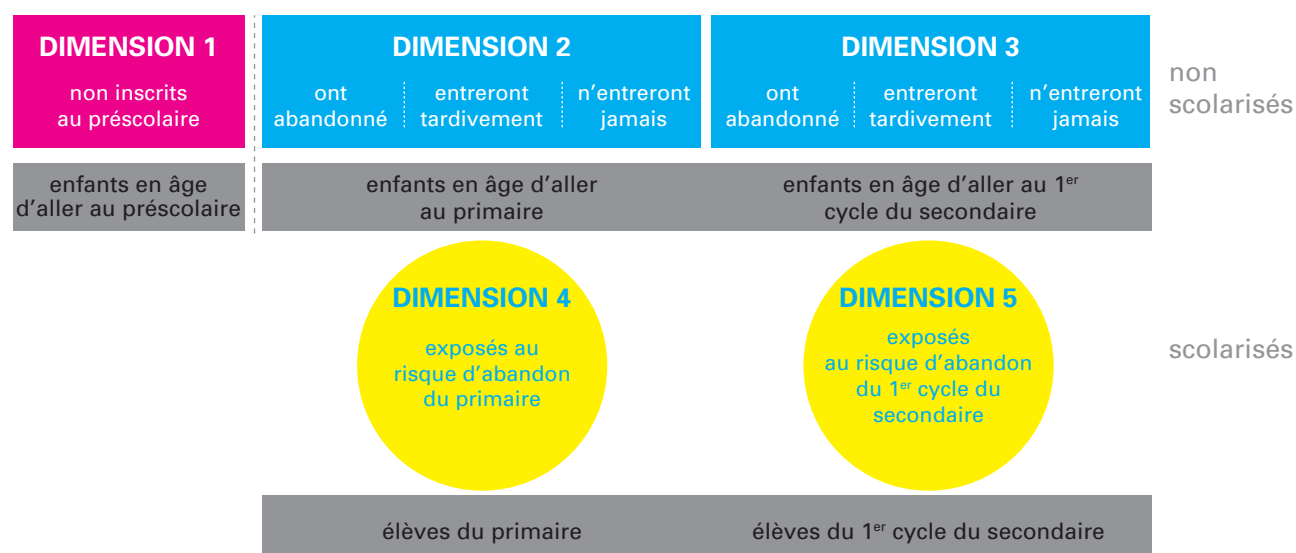 DIMENSION 1
non inscrits
au préscolaire
DIMENSION 2
ont
abandonné
entreront
tardivement
n’entreront
jamais
DIMENSION 3
ont
abandonné
entreront
tardivement
n’entreront
jamais
non
scolarisés
enfants en âge
d’aller au préscolaire
enfants en âge d’aller
au primaire
enfants en âge d’aller au 1er
cycle du secondaire
DIMENSION 4
exposés au
risque d’abandon
du primaire
DIMENSION 5
exposés
au risque d’abandon
du 1er cycle du
secondaire
scolarisés
élèves du primaire
élèves du 1er cycle du secondaire